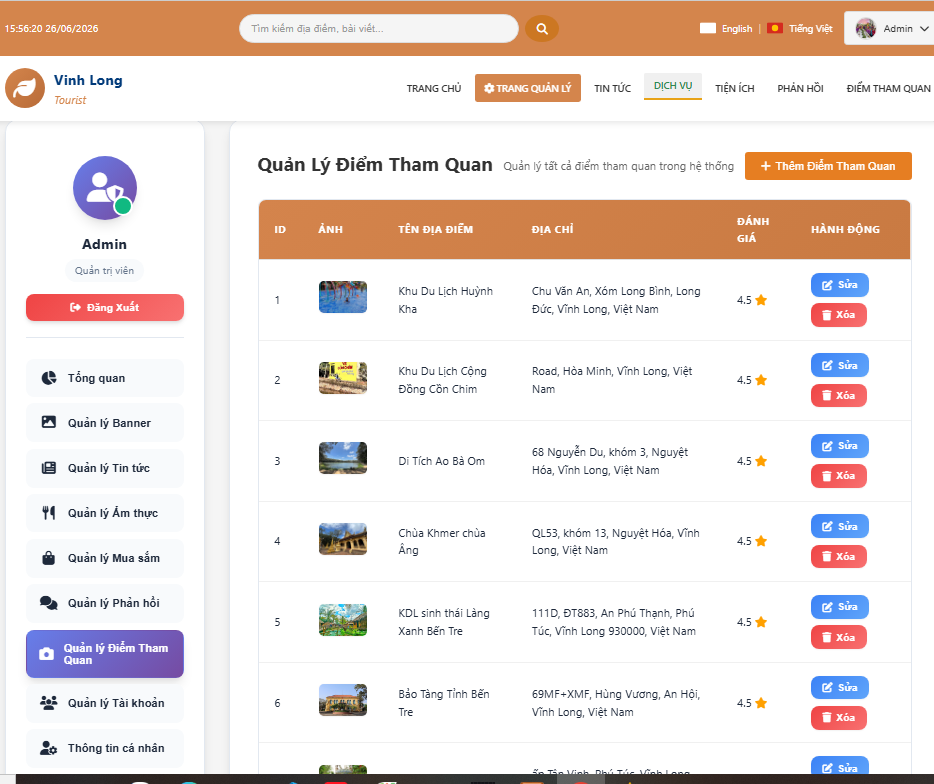 15:56:20 26/06/2026
Tìm kiếm địa điểm, bài viết...
English | Tiếng Việt
Admin
Vinh Long
Tourist
TRANG CHỦ
TRANG QUẢN LÝ
TIN TỨC
DỊCH VỤ
TIỆN ÍCH
PHẢN HỒI
ĐIỂM THAM QUAN
Admin
Quản trị viên
Đăng Xuất
Tổng quan
Quản lý Banner
Quản lý Tin tức
Quản lý Ẩm thực
Quản lý Mua sắm
Quản lý Phản hồi
Quản lý Điểm Tham
Quan
Quản lý Tài khoản
Thông tin cá nhân
Quản Lý Điểm Tham Quan
Quản lý tất cả điểm tham quan trong hệ thống
+ Thêm Điểm Tham Quan
ID
ẢNH
TÊN ĐỊA ĐIỂM
ĐỊA CHỈ
ĐÁNH
GIÁ
HÀNH ĐỘNG
1
Khu Du Lịch Huỳnh
Kha
Chu Văn An, Xóm Long Bình, Long
Đức, Vĩnh Long, Việt Nam
4.5
Sửa
Xóa
2
Khu Du Lịch Cộng
Đồng Cồn Chim
Road, Hòa Minh, Vĩnh Long, Việt
Nam
4.5
Sửa
Xóa
3
Di Tích Ao Bà Om
68 Nguyễn Du, khóm 3, Nguyệt
Hóa, Vĩnh Long, Việt Nam
4.5
Sửa
Xóa
4
Chùa Khmer chùa
Âng
QL53, khóm 13, Nguyệt Hóa, Vĩnh
Long, Việt Nam
4.5
Sửa
Xóa
5
KDL sinh thái Làng
Xanh Bến Tre
111D, ĐT883, An Phú Thạnh, Phú
Túc, Vĩnh Long 930000, Việt Nam
4.5
Sửa
Xóa
6
Bảo Tàng Tỉnh Bến
Tre
69MF+XMF, Hùng Vương, An Hội,
Vĩnh Long, Việt Nam
4.5
Sửa
Xóa
ấp Tân Vinh, Phú Túc, Vĩnh Long,
Sửa